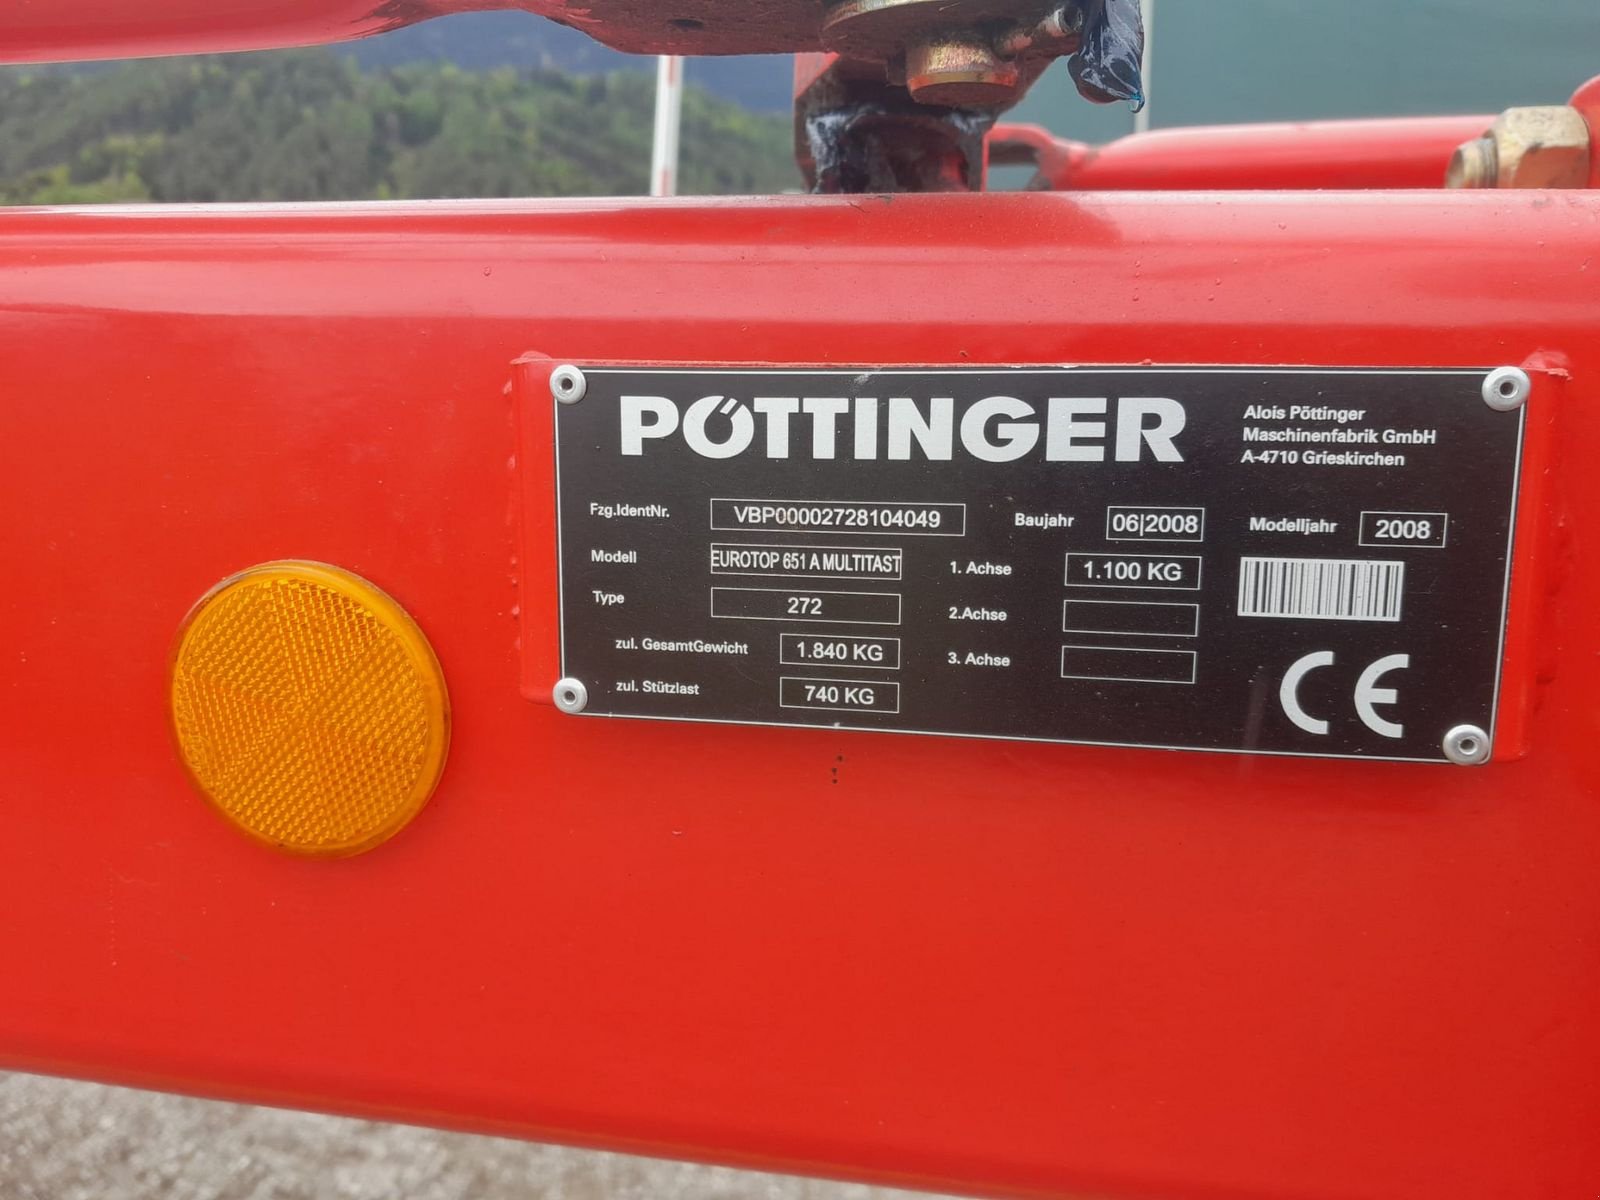 PÖTTINGER
Alois Pöttinger
Maschinenfabrik GmbH
A-4710 Grieskirchen
Fzg.IdentNr. VBP00002728104049 Baujahr 06|2008 Modelljahr 2008
Modell EUROTOP 651 A MULTITAST 1. Achse 1.100 KG
Type 272 2.Achse
zul. GesamtGewicht 1.840 KG 3. Achse
zul. Stützlast 740 KG
CE